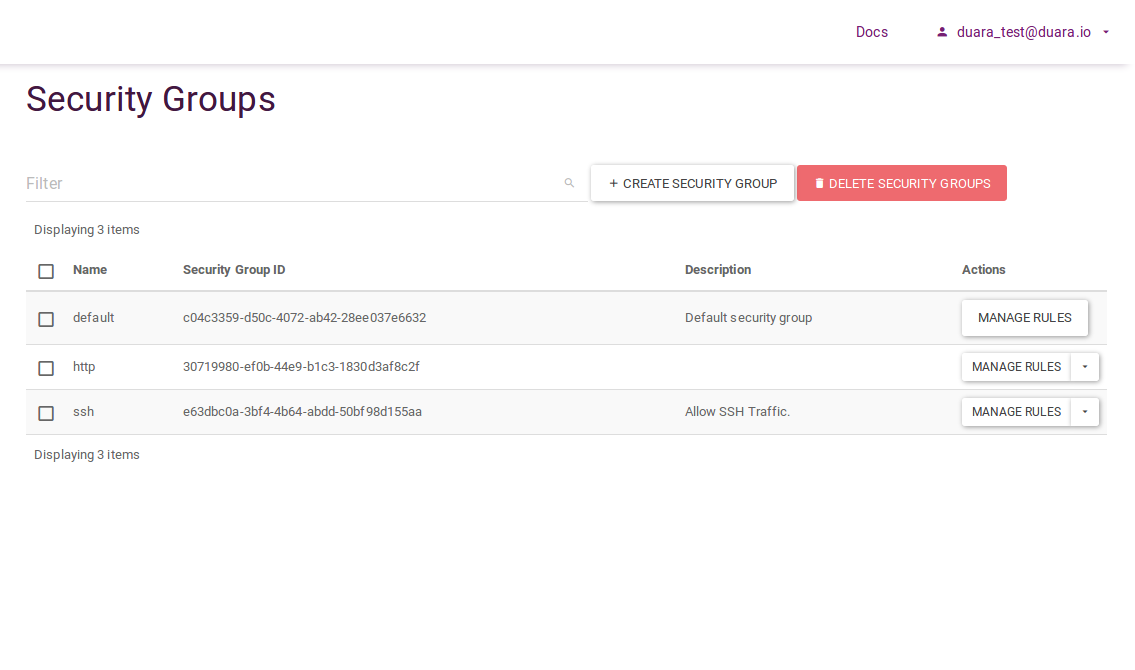 Docs
duara_test@duara.io
Security Groups
Filter
+ CREATE SECURITY GROUP
DELETE SECURITY GROUPS
Displaying 3 items
Name Security Group ID Description Actions
default c04c3359-d50c-4072-ab42-28ee037e6632 Default security group MANAGE RULES
http 30719980-ef0b-44e9-b1c3-1830d3af8c2f MANAGE RULES
ssh e63dbc0a-3bf4-4b64-abdd-50bf98d155aa Allow SSH Traffic. MANAGE RULES
Displaying 3 items